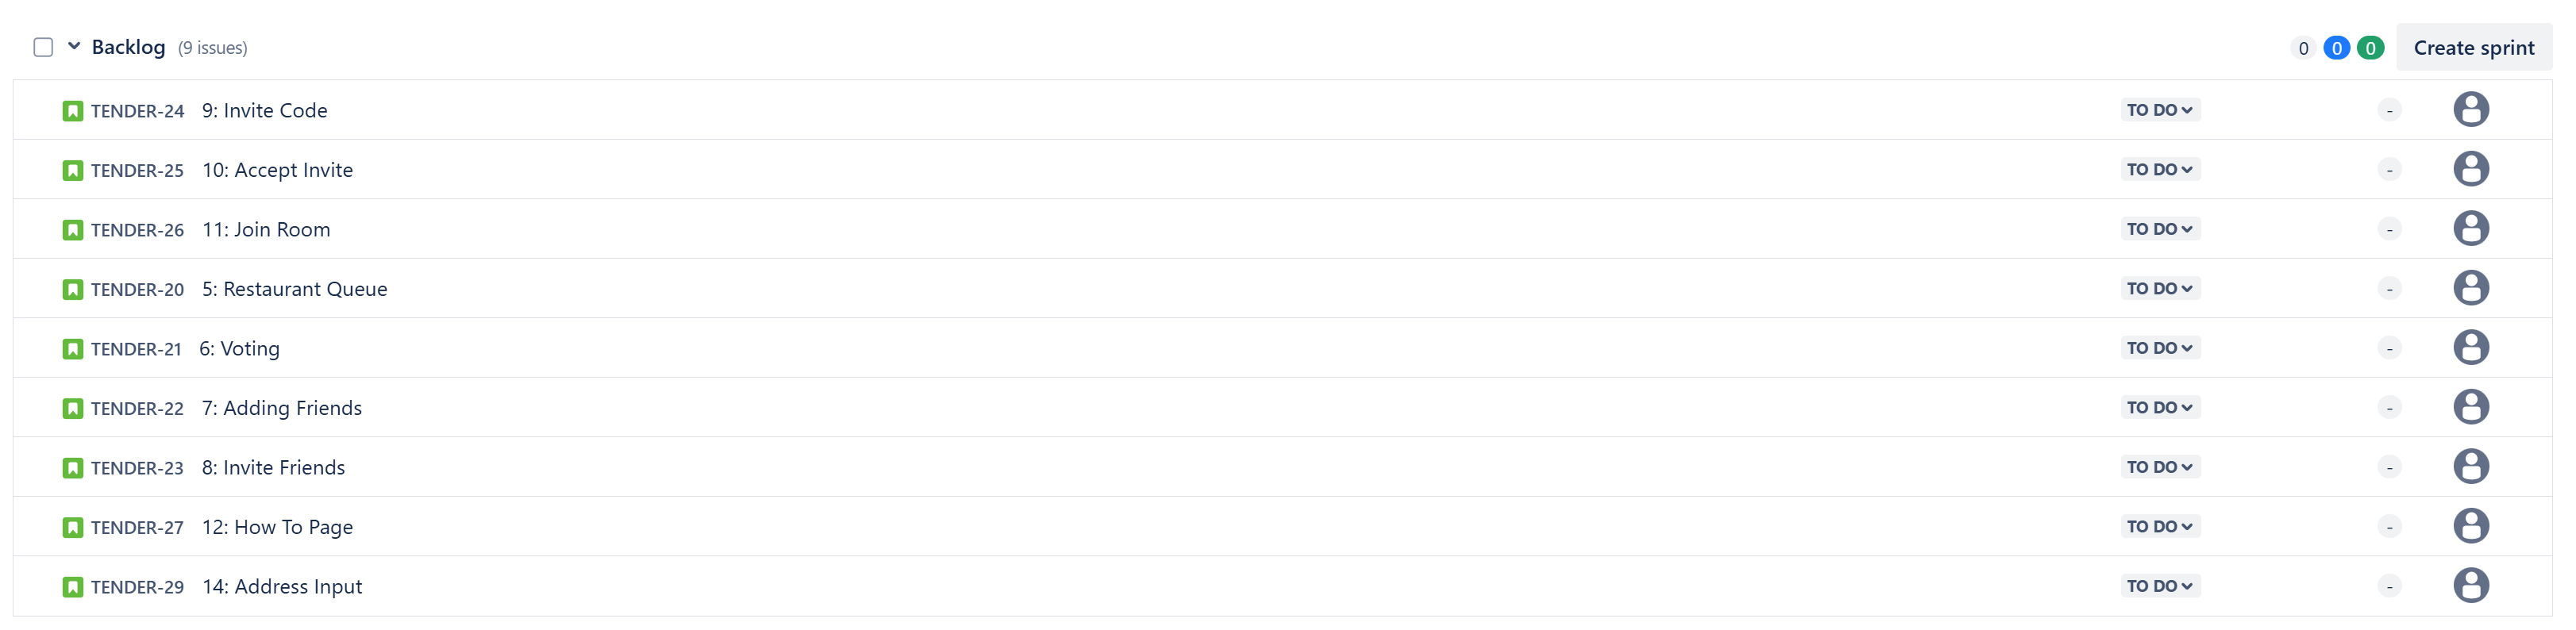 Backlog (9 issues) 0 0 0 Create sprint
TENDER-24 9: Invite Code TO DO -
TENDER-25 10: Accept Invite TO DO -
TENDER-26 11: Join Room TO DO -
TENDER-20 5: Restaurant Queue TO DO -
TENDER-21 6: Voting TO DO -
TENDER-22 7: Adding Friends TO DO -
TENDER-23 8: Invite Friends TO DO -
TENDER-27 12: How To Page TO DO -
TENDER-29 14: Address Input TO DO -